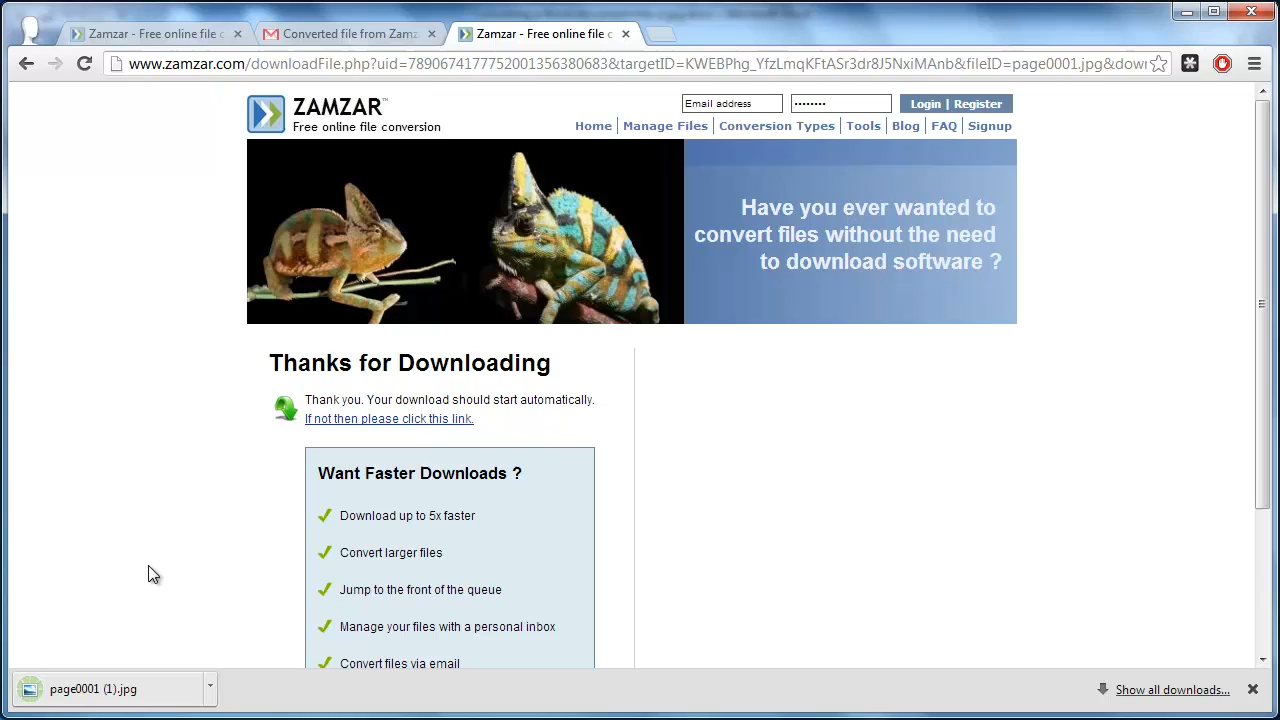 Zamzar - Free online file c
Converted file from Zamz
Zamzar - Free online file c
www.zamzar.com/downloadFile.php?uid=7890674177752001356380683&targetID=KWEBPhg_YfzLmqKFtASr3dr8J5NxiMAnb&fileID=page0001.jpg&down
ZAMZAR™
Free online file conversion
Email address
••••••••
Login | Register
Home | Manage Files | Conversion Types | Tools | Blog | FAQ | Signup
Have you ever wanted to
convert files without the need
to download software ?
Thanks for Downloading
Thank you. Your download should start automatically.
If not then please click this link.
Want Faster Downloads ?
Download up to 5x faster
Convert larger files
Jump to the front of the queue
Manage your files with a personal inbox
Convert files via email
page0001 (1).jpg
Show all downloads...